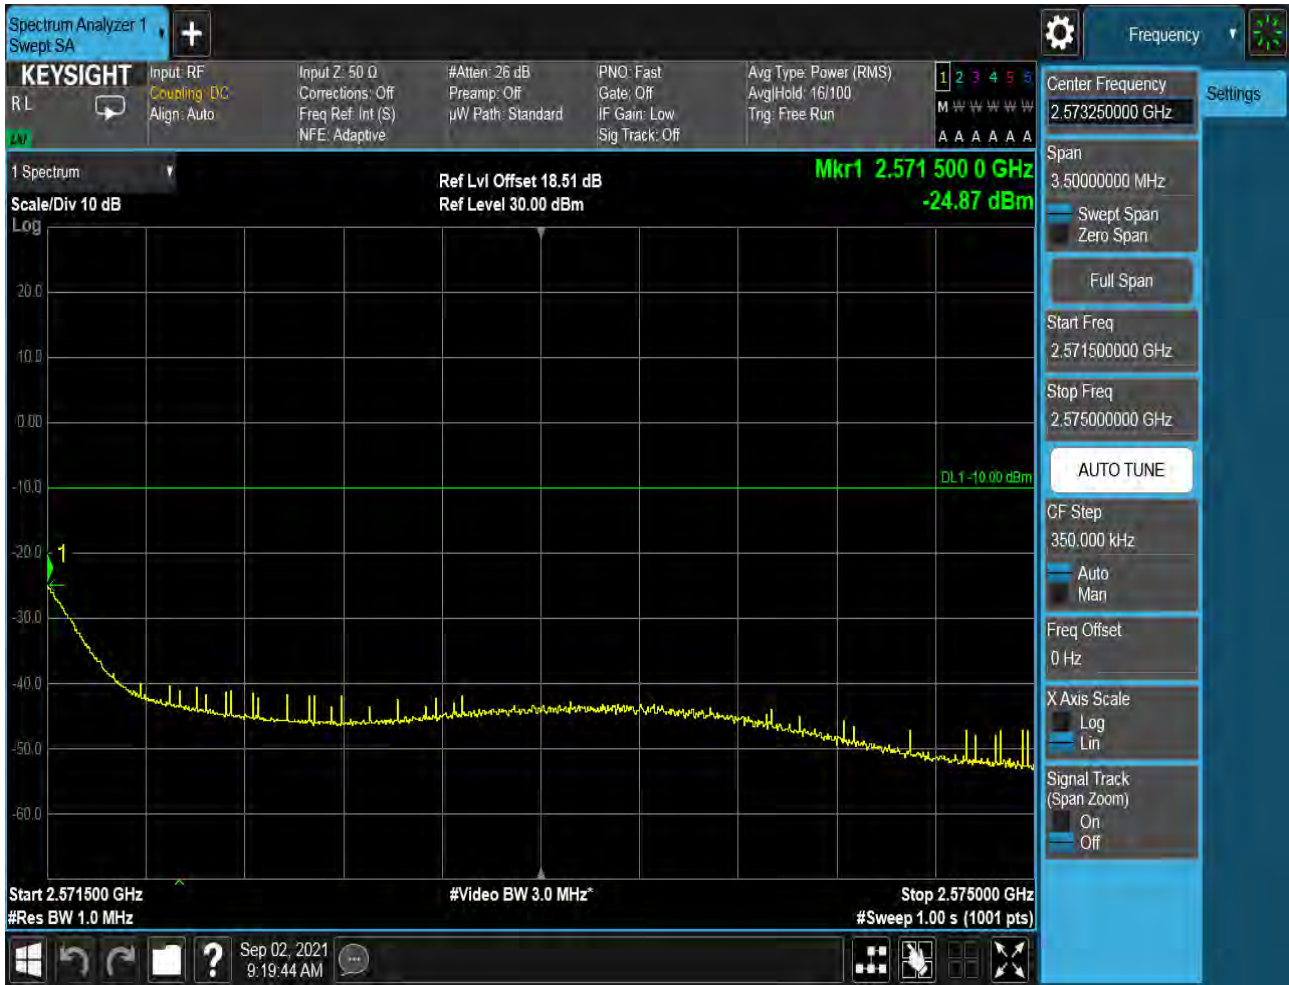 Spectrum Analyzer 1
Swept SA
+
Frequency
KEYSIGHT
R L
LXI
Input: RF
Coupling: DC
Align: Auto
Input Z: 50 Ω
Corrections: Off
Freq Ref: Int (S)
NFE: Adaptive
#Atten: 26 dB
Preamp: Off
µW Path: Standard
PNO: Fast
Gate: Off
IF Gain: Low
Sig Track: Off
Avg Type: Power (RMS)
Avg|Hold: 16/100
Trig: Free Run
1 2 3 4 5 6
M W W W W W
A A A A A A
1 Spectrum
Scale/Div 10 dB
Log
Ref Lvl Offset 18.51 dB
Ref Level 30.00 dBm
Mkr1 2.571 500 0 GHz
-24.87 dBm
20.0
10.0
0.00
-10.0
-20.0
-30.0
-40.0
-50.0
-60.0
DL1 -10.00 dBm
1
Start 2.571500 GHz
#Res BW 1.0 MHz
#Video BW 3.0 MHz*
Stop 2.575000 GHz
#Sweep 1.00 s (1001 pts)
?
Sep 02, 2021
9:19:44 AM
Center Frequency
2.573250000 GHz
Settings
Span
3.50000000 MHz
Swept Span
Zero Span
Full Span
Start Freq
2.571500000 GHz
Stop Freq
2.575000000 GHz
AUTO TUNE
CF Step
350.000 kHz
Auto
Man
Freq Offset
0 Hz
X Axis Scale
Log
Lin
Signal Track
(Span Zoom)
On
Off